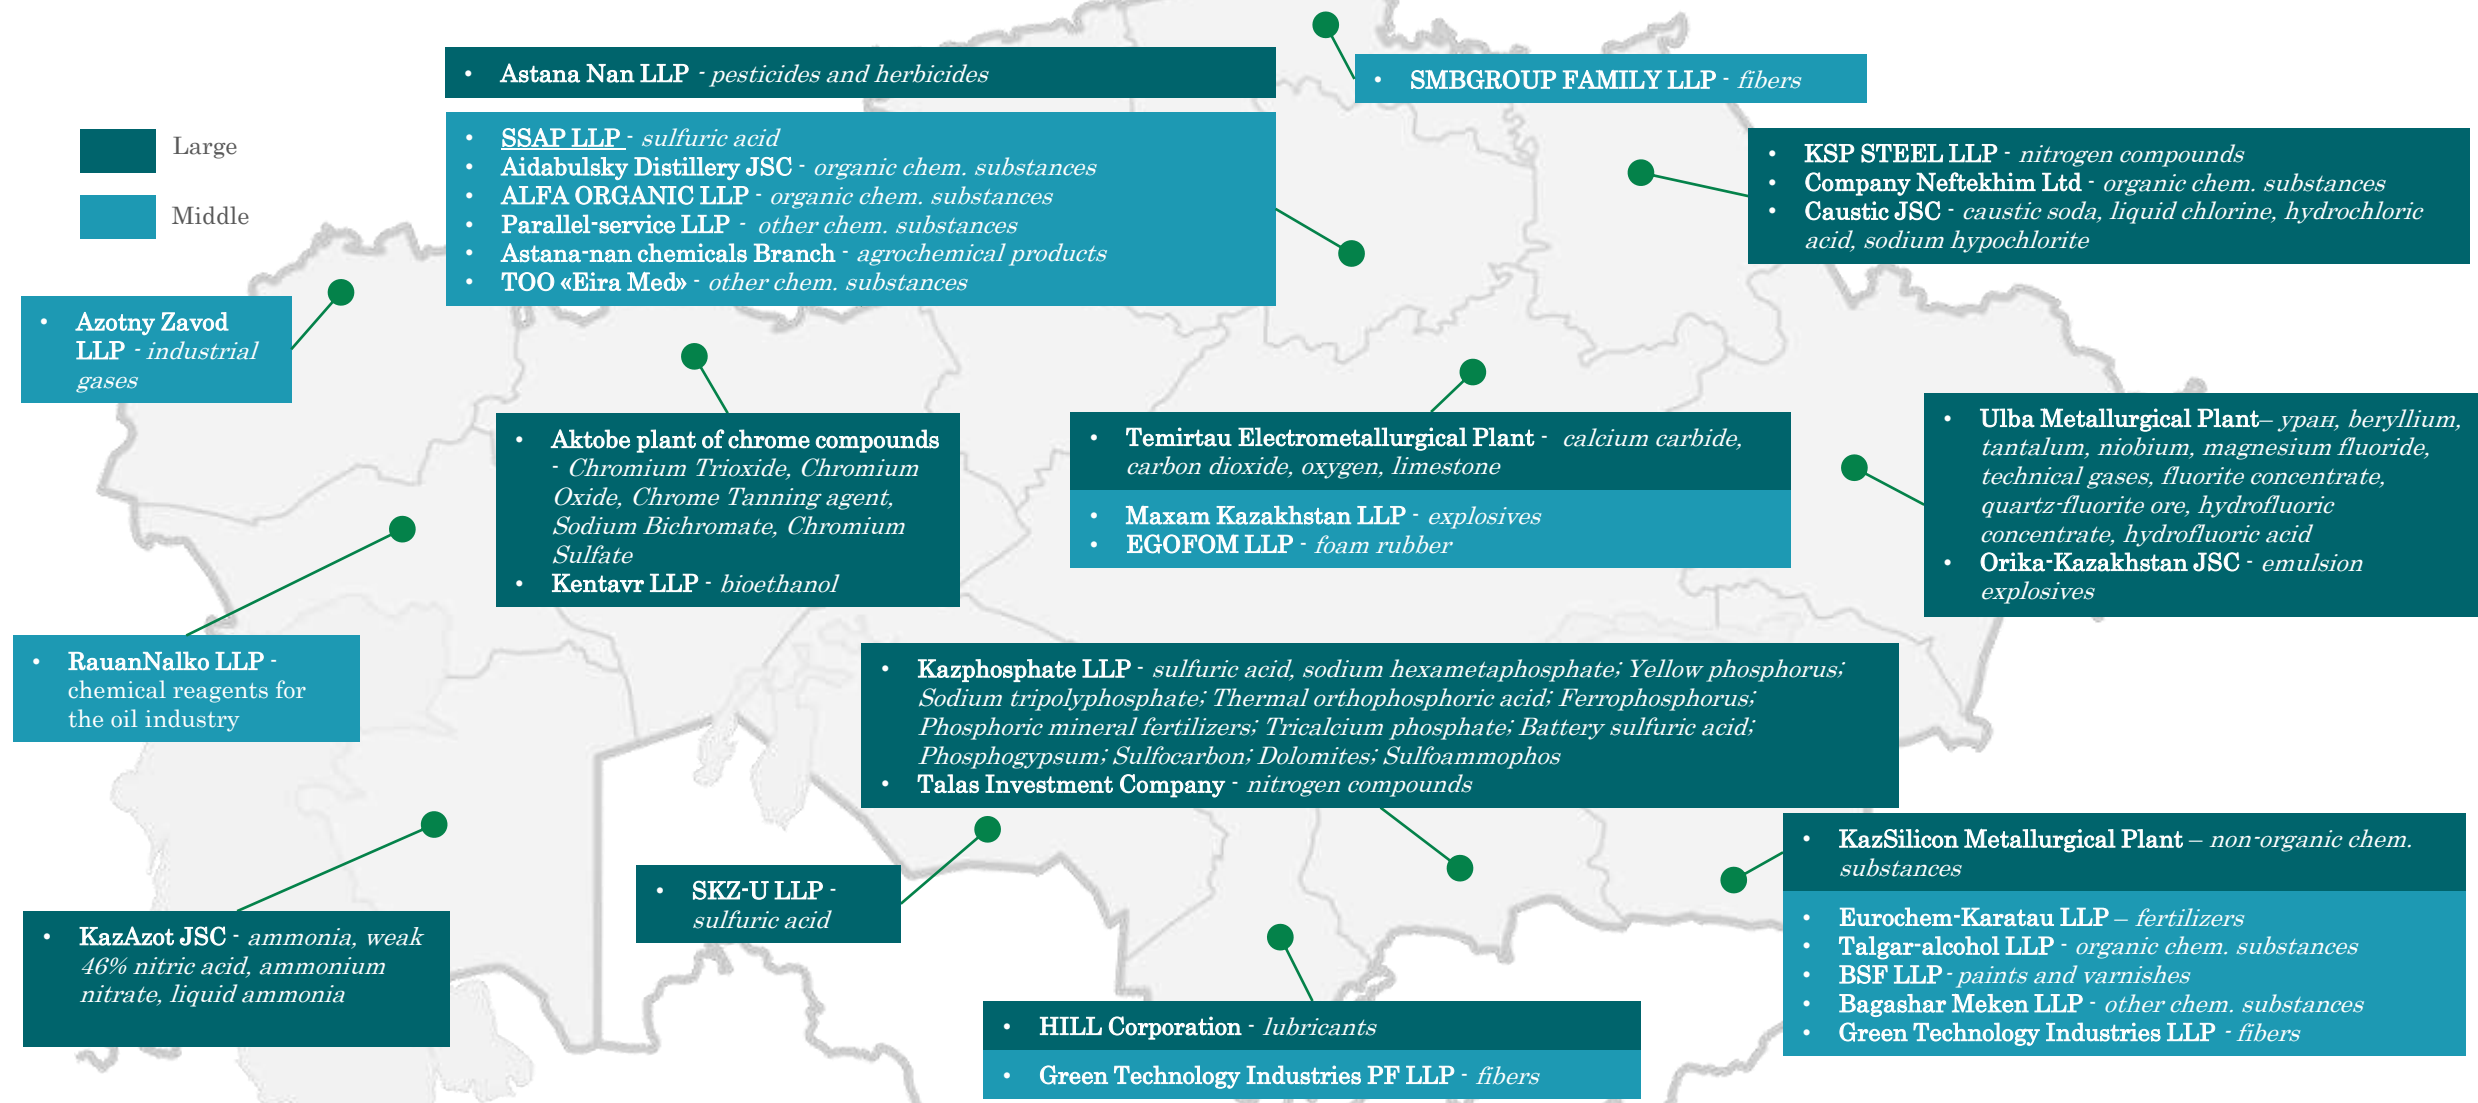 Large
Middle
• Astana Nan LLP - pesticides and herbicides
• SSAP LLP - sulfuric acid
• Aidabulsky Distillery JSC - organic chem. substances
• ALFA ORGANIC LLP - organic chem. substances
• Parallel-service LLP - other chem. substances
• Astana-nan chemicals Branch - agrochemical products
• TOO «Eira Med» - other chem. substances
• SMBGROUP FAMILY LLP - fibers
• KSP STEEL LLP - nitrogen compounds
• Company Neftekhim Ltd - organic chem. substances
• Caustic JSC - caustic soda, liquid chlorine, hydrochloric
acid, sodium hypochlorite
• Azotny Zavod
LLP - industrial
gases
• Aktobe plant of chrome compounds
- Chromium Trioxide, Chromium
Oxide, Chrome Tanning agent,
Sodium Bichromate, Chromium
Sulfate
• Kentavr LLP - bioethanol
• Temirtau Electrometallurgical Plant - calcium carbide,
carbon dioxide, oxygen, limestone
• Maxam Kazakhstan LLP - explosives
• EGOFOM LLP - foam rubber
• Ulba Metallurgical Plant– уран, beryllium,
tantalum, niobium, magnesium fluoride,
technical gases, fluorite concentrate,
quartz-fluorite ore, hydrofluoric
concentrate, hydrofluoric acid
• Orika-Kazakhstan JSC - emulsion
explosives
• RauanNalko LLP -
chemical reagents for
the oil industry
• Kazphosphate LLP - sulfuric acid, sodium hexametaphosphate; Yellow phosphorus;
Sodium tripolyphosphate; Thermal orthophosphoric acid; Ferrophosphorus;
Phosphoric mineral fertilizers; Tricalcium phosphate; Battery sulfuric acid;
Phosphogypsum; Sulfocarbon; Dolomites; Sulfoammophos
• Talas Investment Company - nitrogen compounds
• SKZ-U LLP -
sulfuric acid
• KazSilicon Metallurgical Plant – non-organic chem.
substances
• Eurochem-Karatau LLP – fertilizers
• Talgar-alcohol LLP - organic chem. substances
• BSF LLP - paints and varnishes
• Bagashar Meken LLP - other chem. substances
• Green Technology Industries LLP - fibers
• KazAzot JSC - ammonia, weak
46% nitric acid, ammonium
nitrate, liquid ammonia
• HILL Corporation - lubricants
• Green Technology Industries PF LLP - fibers